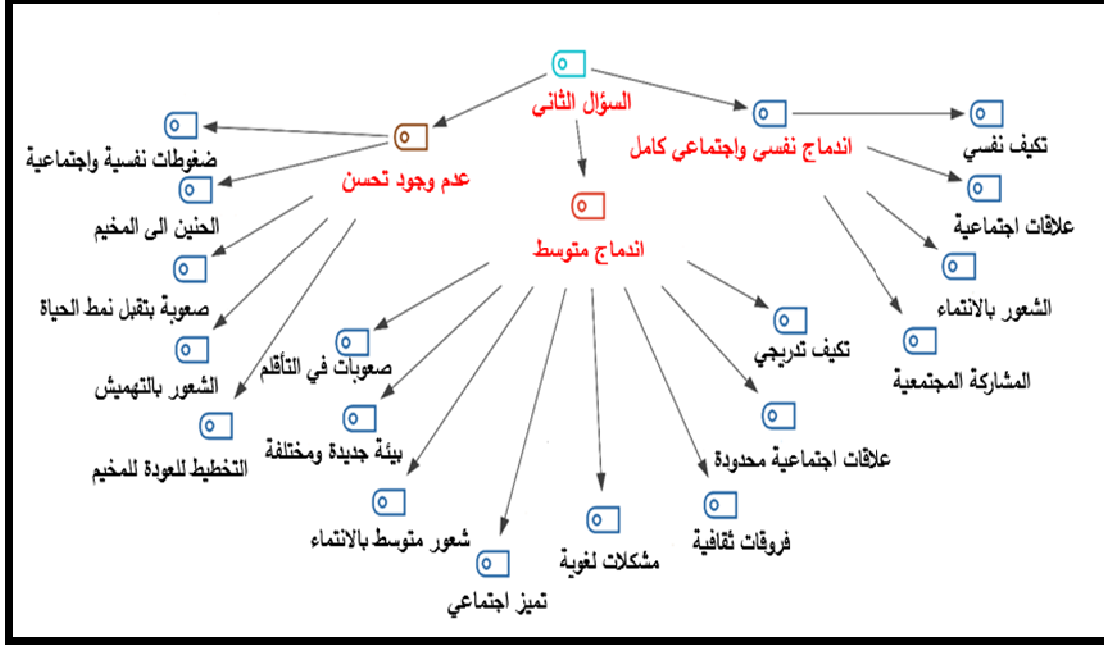 السؤال الثاني
اندماج نفسي واجتماعي كامل
تكيف نفسي
علاقات اجتماعية
الشعور بالانتماء
المشاركة المجتمعية
اندماج متوسط
تكيف تدريجي
علاقات اجتماعية محدودة
فروقات ثقافية
مشكلات لغوية
تميز اجتماعي
شعور متوسط بالانتماء
بيئة جديدة ومختلفة
صعوبات في التأقلم
عدم وجود تحسن
ضغوطات نفسية واجتماعية
الحنين الى المخيم
صعوبة بتقبل نمط الحياة
الشعور بالتهميش
التخطيط للعودة للمخيم